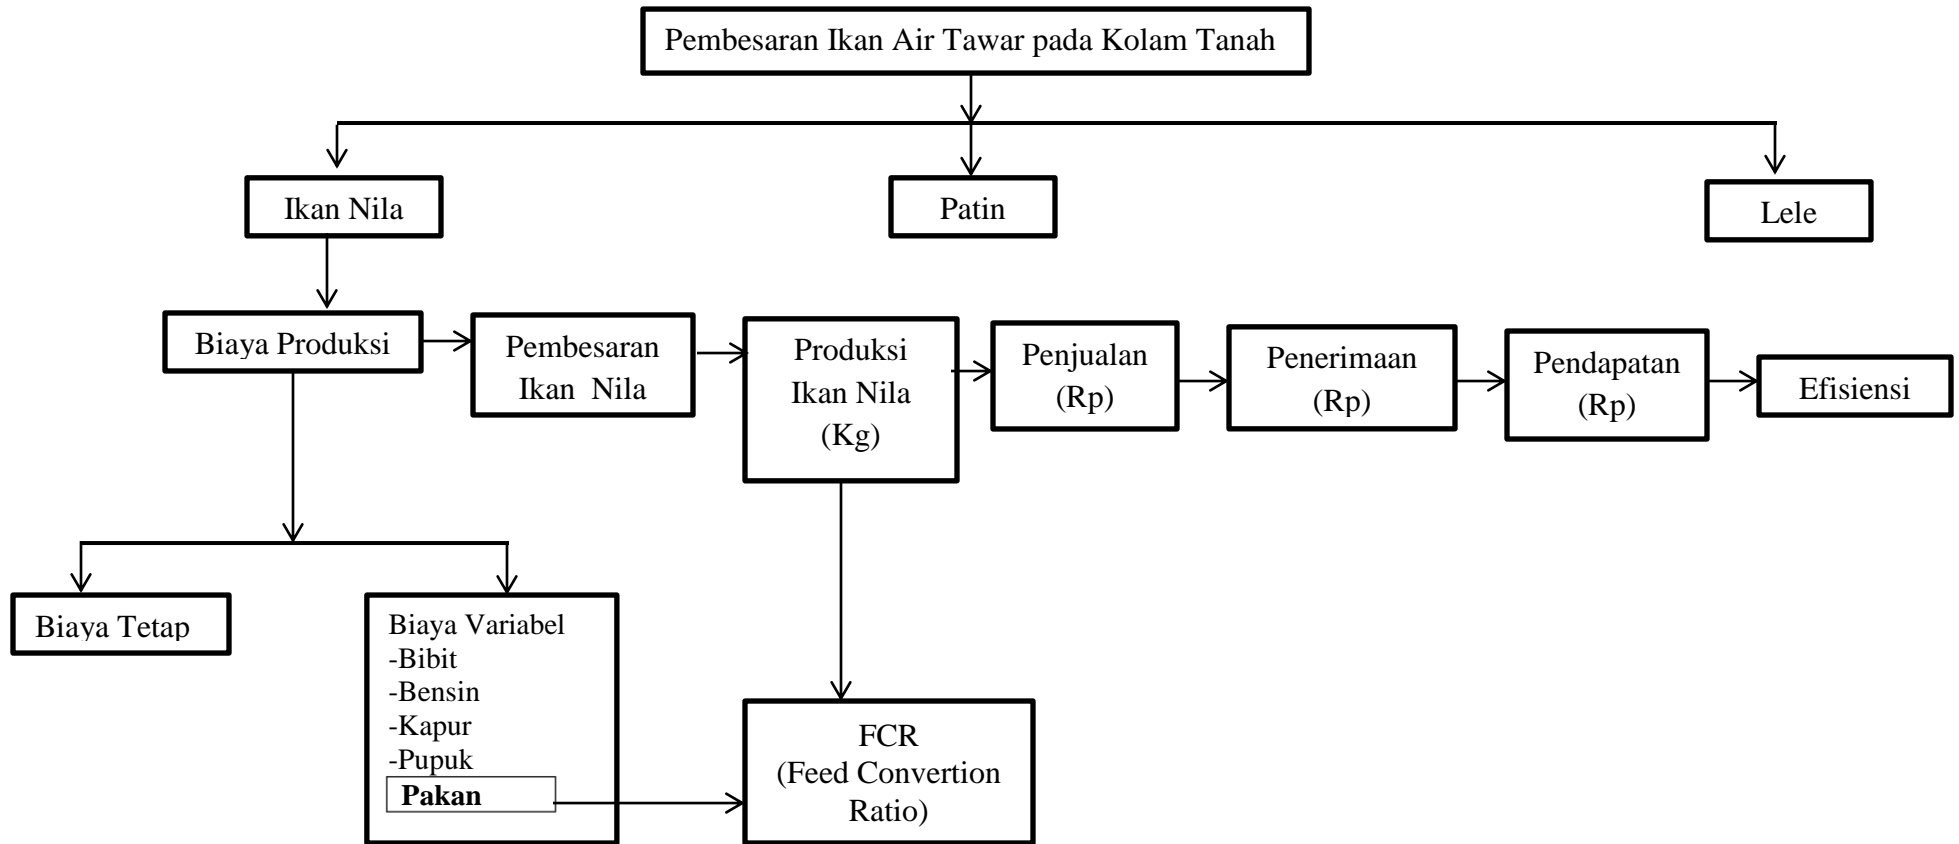 Pembesaran Ikan Air Tawar pada Kolam Tanah
Ikan Nila
Patin
Lele
Biaya Produksi
Pembesaran
Ikan Nila
Produksi
Ikan Nila
(Kg)
Penjualan
(Rp)
Penerimaan
(Rp)
Pendapatan
(Rp)
Efisiensi
Biaya Tetap
Biaya Variabel
-Bibit
-Bensin
-Kapur
-Pupuk
Pakan
FCR
(Feed Convertion
Ratio)